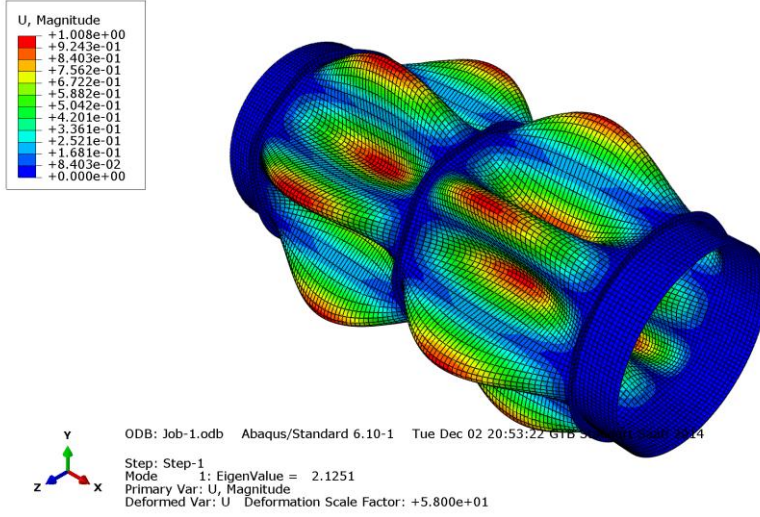 U, Magnitude
+1.008e+00
+9.243e-01
+8.403e-01
+7.562e-01
+6.722e-01
+5.882e-01
+5.042e-01
+4.201e-01
+3.361e-01
+2.521e-01
+1.681e-01
+8.403e-02
+0.000e+00
Y
Z
X
ODB: Job-1.odb Abaqus/Standard 6.10-1 Tue Dec 02 20:53:22 GTB
Step: Step-1
Mode 1: EigenValue = 2.1251
Primary Var: U, Magnitude
Deformed Var: U Deformation Scale Factor: +5.800e+01